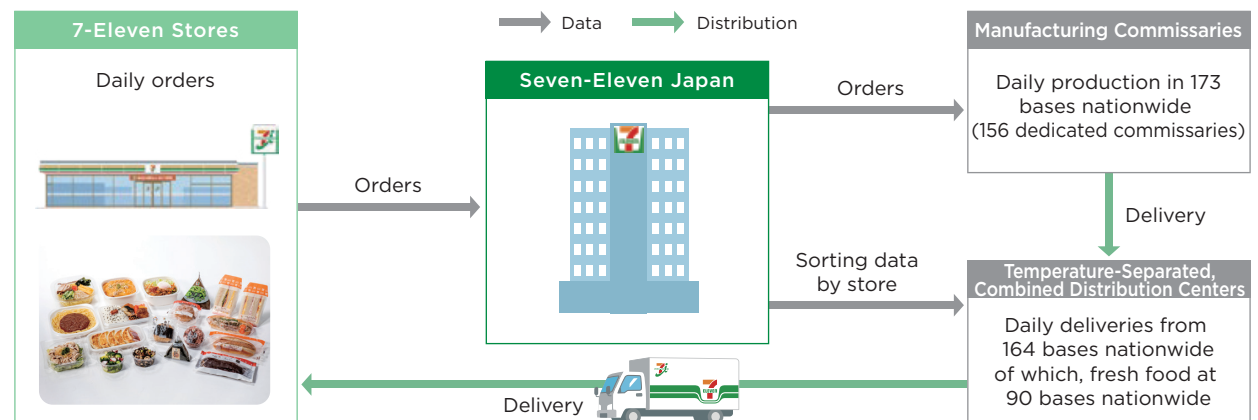 7-Eleven Stores
Daily orders
Orders
Data
Distribution
Seven-Eleven Japan
Orders
Sorting data
by store
Manufacturing Commissaries
Daily production in 173
bases nationwide
(156 dedicated commissaries)
Delivery
Temperature-Separated,
Combined Distribution Centers
Daily deliveries from
164 bases nationwide
of which, fresh food at
90 bases nationwide
Delivery
7
ELEVEN